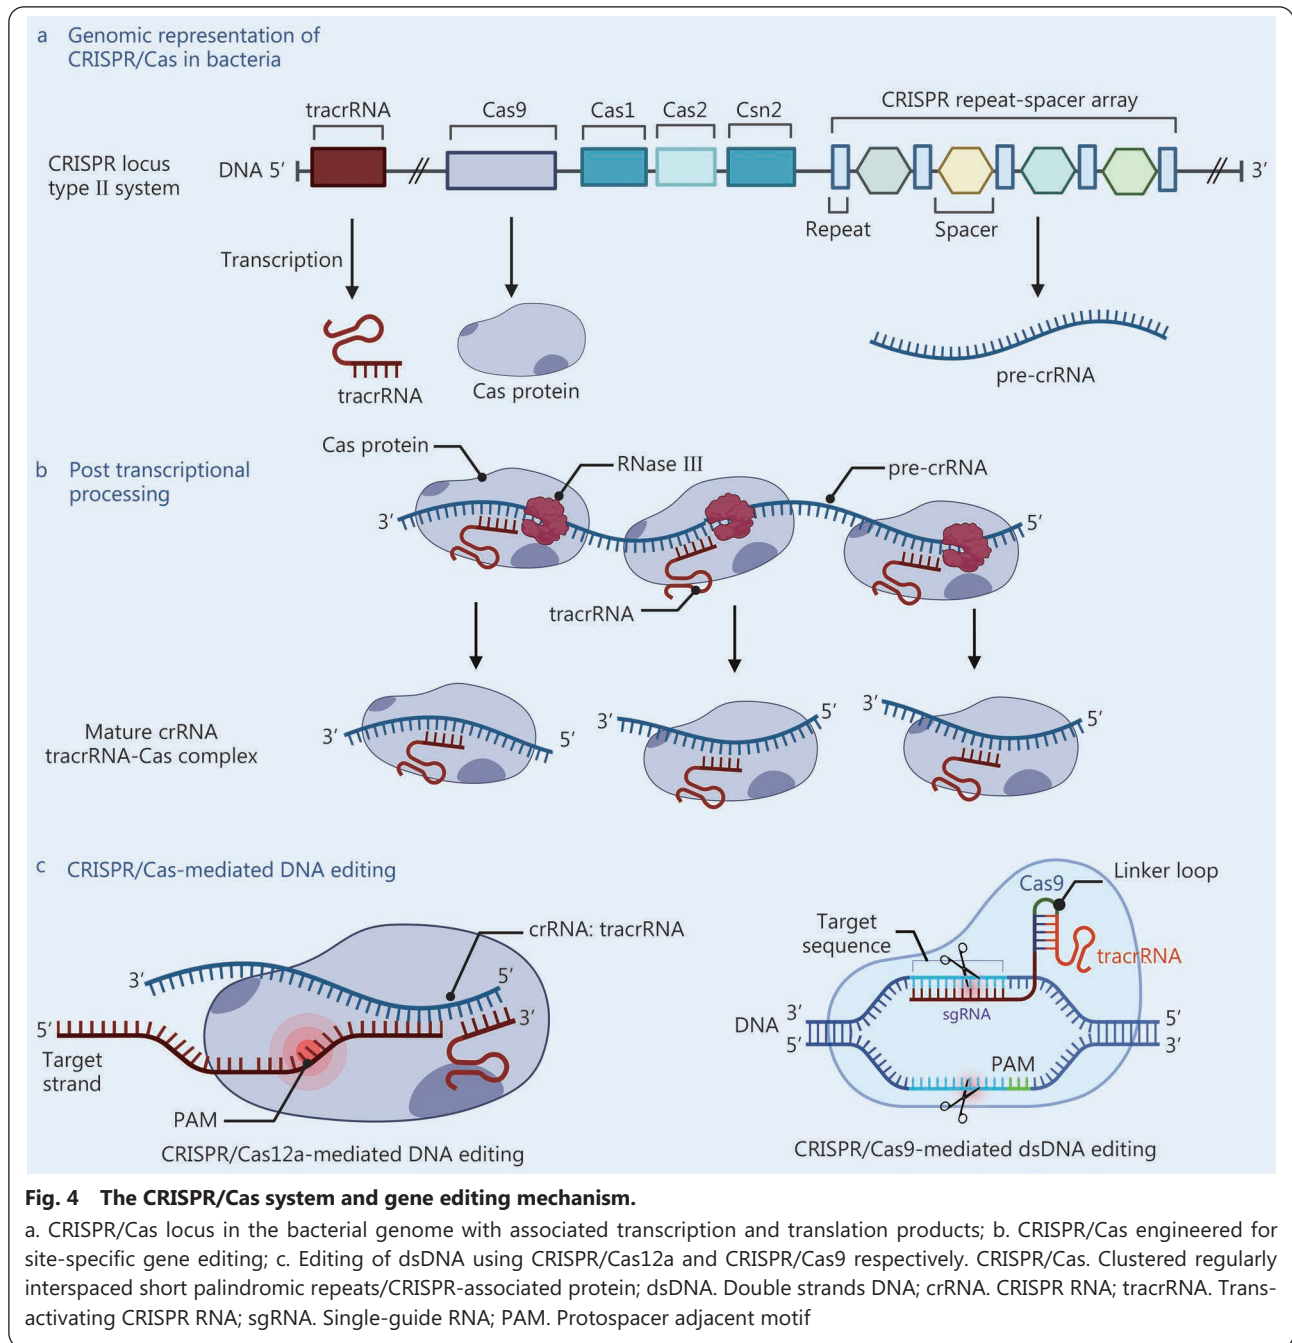 a Genomic representation of
CRISPR/Cas in bacteria
tracrRNA
Cas9
Cas1
Cas2
Csn2
CRISPR repeat-spacer array
CRISPR locus
type II system
DNA 5′
3′
Repeat
Spacer
Transcription
tracrRNA
Cas protein
pre-crRNA
b Post transcriptional
processing
Cas protein
RNase III
pre-crRNA
3′
5′
tracrRNA
Mature crRNA
tracrRNA-Cas complex
3′
5′
3′
5′
3′
5′
c CRISPR/Cas-mediated DNA editing
crRNA: tracrRNA
3′
5′
5′
3′
Target
strand
PAM
CRISPR/Cas12a-mediated DNA editing
Cas9
Linker loop
Target
sequence
tracrRNA
sgRNA
DNA
3′
5′
5′
3′
PAM
CRISPR/Cas9-mediated dsDNA editing
Fig. 4 The CRISPR/Cas system and gene editing mechanism.
a. CRISPR/Cas locus in the bacterial genome with associated transcription and translation products; b. CRISPR/Cas engineered for
site-specific gene editing; c. Editing of dsDNA using CRISPR/Cas12a and CRISPR/Cas9 respectively. CRISPR/Cas. Clustered regularly
interspaced short palindromic repeats/CRISPR-associated protein; dsDNA. Double strands DNA; crRNA. CRISPR RNA; tracrRNA. Trans-
activating CRISPR RNA; sgRNA. Single-guide RNA; PAM. Protospacer adjacent motif